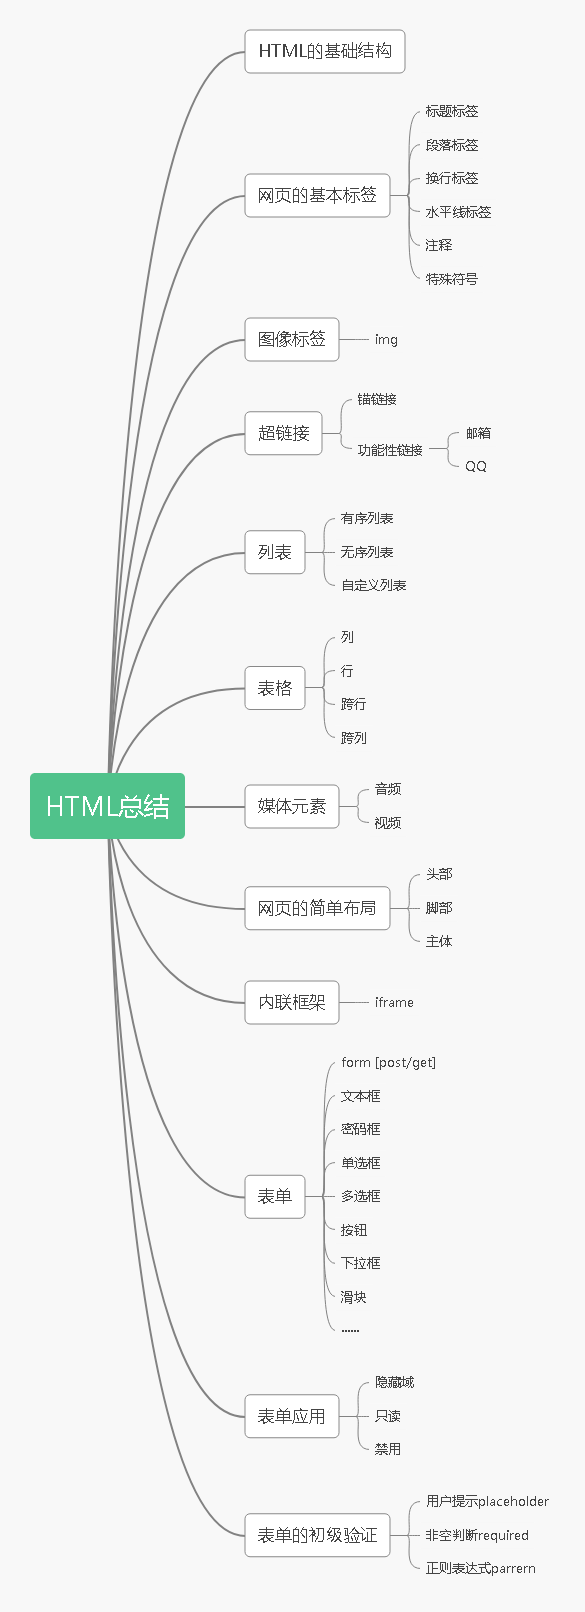 HTML总结
HTML的基础结构
网页的基本标签
标题标签
段落标签
换行标签
水平线标签
注释
特殊符号
图像标签
img
超链接
锚链接
功能性链接
邮箱
QQ
列表
有序列表
无序列表
自定义列表
表格
列
行
跨行
跨列
媒体元素
音频
视频
网页的简单布局
头部
脚部
主体
内联框架
iframe
表单
form [post/get]
文本框
密码框
单选框
多选框
按钮
下拉框
滑块
......
表单应用
隐藏域
只读
禁用
表单的初级验证
用户提示placeholder
非空判断required
正则表达式parrern